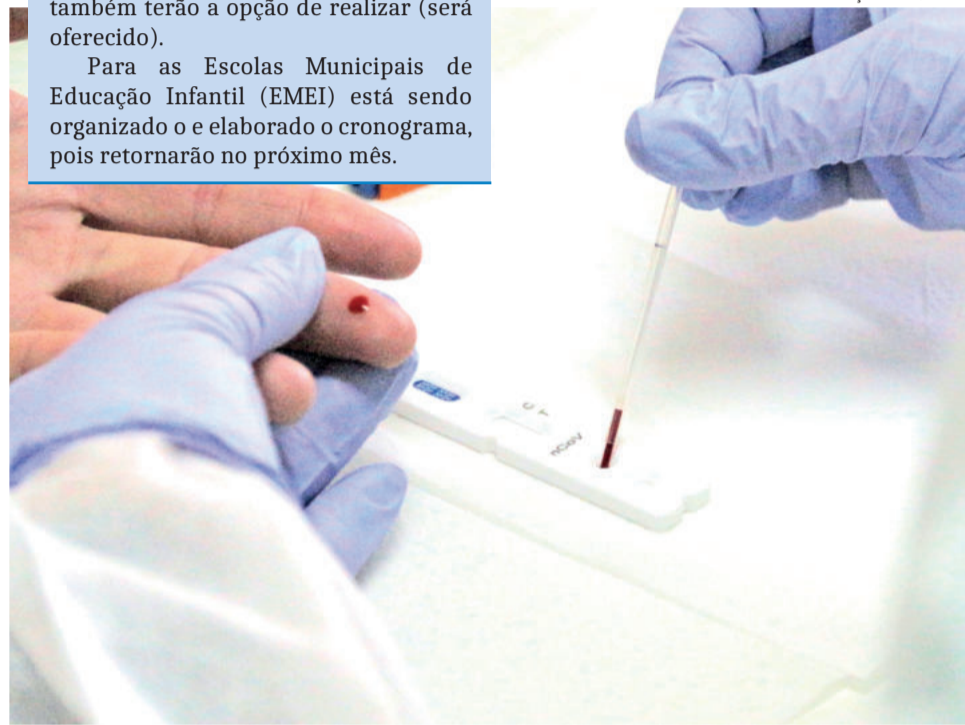 também terão a opção de realizar (será
oferecido).
Para as Escolas Municipais de
Educação Infantil (EMEI) está sendo
organizado o e elaborado o cronograma,
pois retornarão no próximo mês.
C T
nCoV